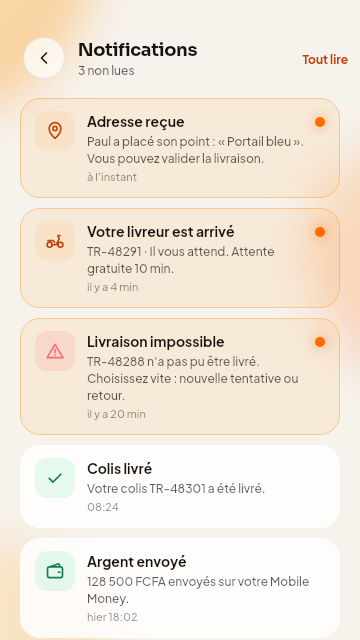 Notifications
3 non lues
Tout lire
Adresse reçue
Paul a placé son point : « Portail bleu ».
Vous pouvez valider la livraison.
à l'instant
Votre livreur est arrivé
TR-48291 · Il vous attend. Attente
gratuite 10 min.
il y a 4 min
Livraison impossible
TR-48288 n'a pas pu être livré.
Choisissez vite : nouvelle tentative ou
retour.
il y a 20 min
Colis livré
Votre colis TR-48301 a été livré.
08:24
Argent envoyé
128 500 FCFA envoyés sur votre Mobile
Money.
hier 18:02